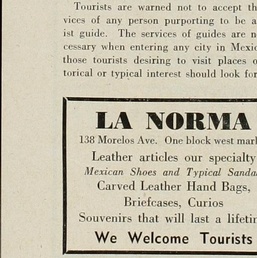 Tourists are warned not to accept th
vices of any person purporting to be a
ist guide. The services of guides are n
cessary when entering any city in Mexic
those tourists desiring to visit places o
torical or typical interest should look for
LA NORMA
138 Morelos Ave. One block west mark
Leather articles our specialty
Mexican Shoes and Typical Sanda
Carved Leather Hand Bags,
Briefcases, Curios
Souvenirs that will last a lifetim
We Welcome Tourists